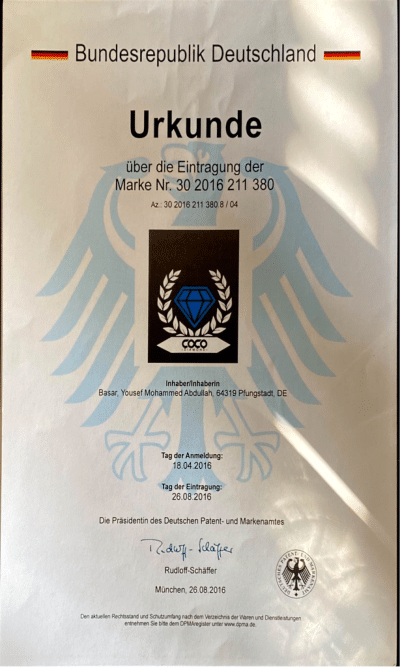 Bundesrepublik Deutschland
Urkunde
über die Eintragung der
Marke Nr. 30 2016 211 380
Az.: 30 2016 211 380.8 / 04
COCO
Inhaber/Inhaberin
Basar, Yousef Mohammed Abdullah, 64319 Pfungstadt, DE
Tag der Anmeldung:
18.04.2016
Tag der Eintragung:
26.08.2016
Die Präsidentin des Deutschen Patent- und Markenamtes
Rudloff-Schäffer
Rudloff-Schäffer
München, 26.08.2016
DEUTSCHES PATENT- UND MARKENAMT
Den aktuellen Rechtsstand und Schutzumfang nach dem Verzeichnis der Waren und Dienstleistungen
entnehmen Sie bitte dem DPMAregister unter www.dpma.de.